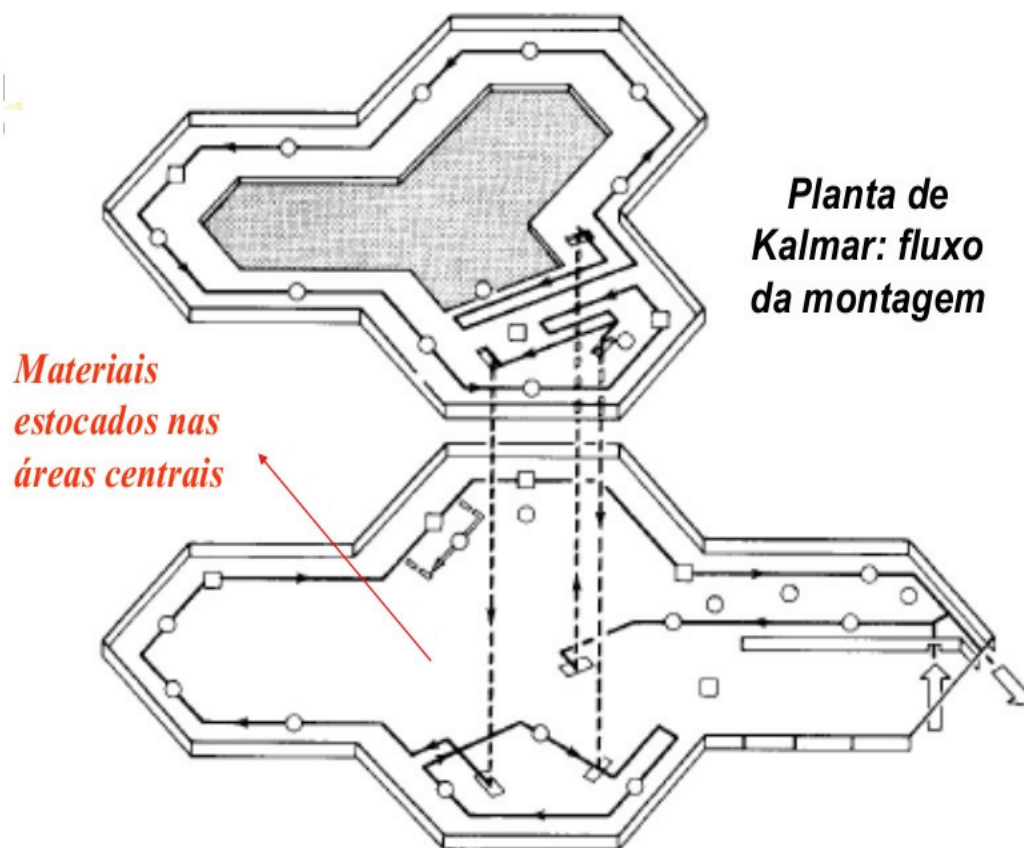 Planta de
Kalmar: fluxo
da montagem
Materiais
estocados nas
áreas centrais